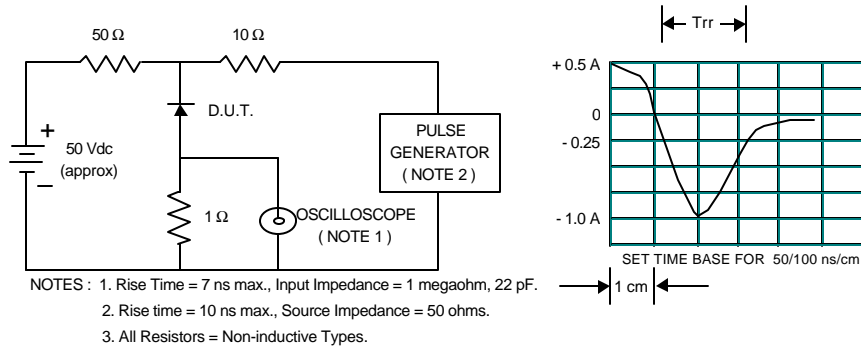 50 Ω
10 Ω
D.U.T.
+
50 Vdc
(approx)
PULSE
GENERATOR
( NOTE 2 )
1 Ω
OSCILLOSCOPE
( NOTE 1 )
NOTES : 1. Rise Time = 7 ns max., Input Impedance = 1 megaohm, 22 pF.
2. Rise time = 10 ns max., Source Impedance = 50 ohms.
3. All Resistors = Non-inductive Types.
Trr
+ 0.5 A
0
- 0.25
- 1.0 A
SET TIME BASE FOR 50/100 ns/cm
1 cm